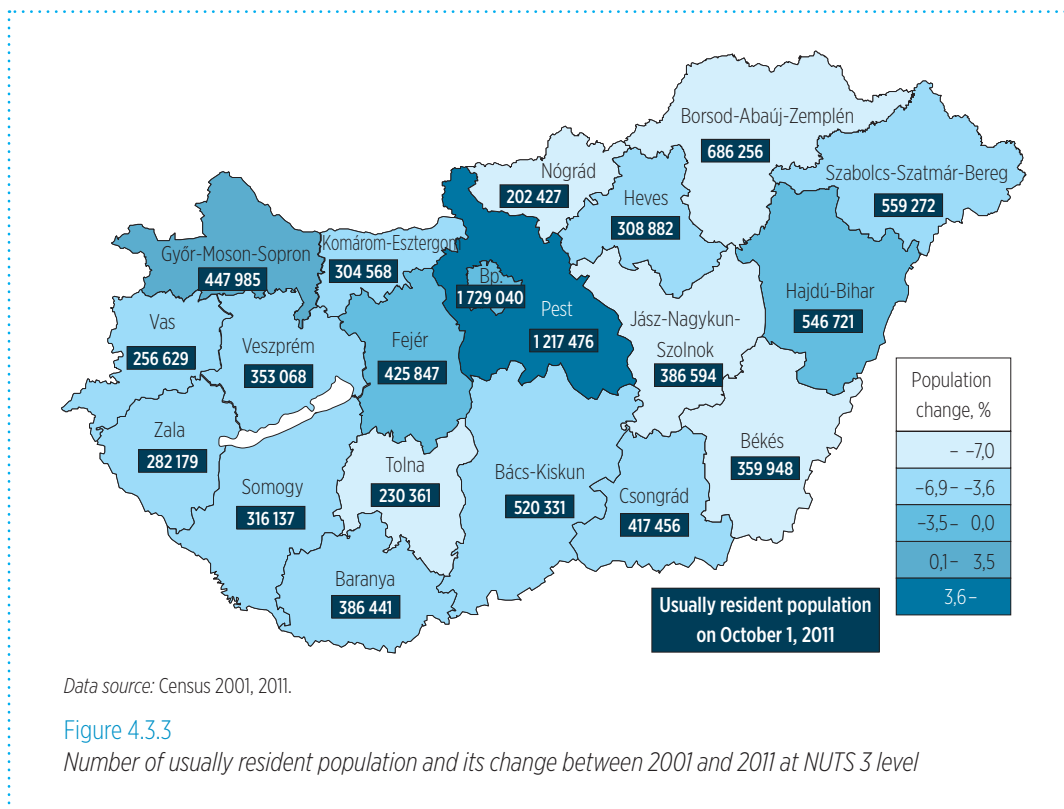 Borsod-Abaúj-Zemplén
686 256
Nógrád
202 427
Heves
308 882
Szabolcs-Szatmár-Bereg
559 272
Győr-Moson-Sopron
447 985
Komárom-Esztergom
304 568
Bp.
1 729 040
Pest
1 217 476
Hajdú-Bihar
546 721
Jász-Nagykun-
Szolnok
386 594
Vas
256 629
Veszprém
353 068
Fejér
425 847
Zala
282 179
Somogy
316 137
Tolna
230 361
Bács-Kiskun
520 331
Csongrád
417 456
Békés
359 948
Baranya
386 441
Population
change, %
– –7,0
–6,9– –3,6
–3,5– 0,0
0,1– 3,5
3,6–
Usually resident population
on October 1, 2011
Data source: Census 2001, 2011.
Figure 4.3.3
Number of usually resident population and its change between 2001 and 2011 at NUTS 3 level